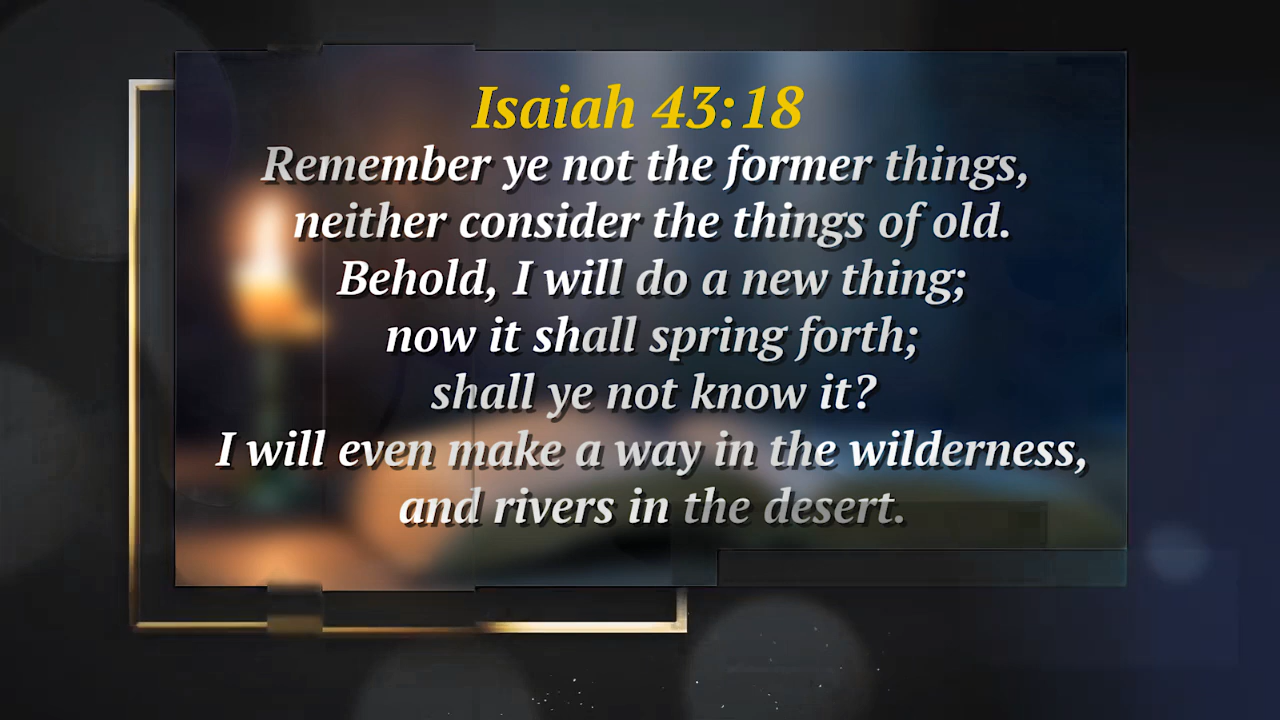 Isaiah 43:18
Remember ye not the former things,
neither consider the things of old.
Behold, I will do a new thing;
now it shall spring forth;
shall ye not know it?
I will even make a way in the wilderness,
and rivers in the desert.